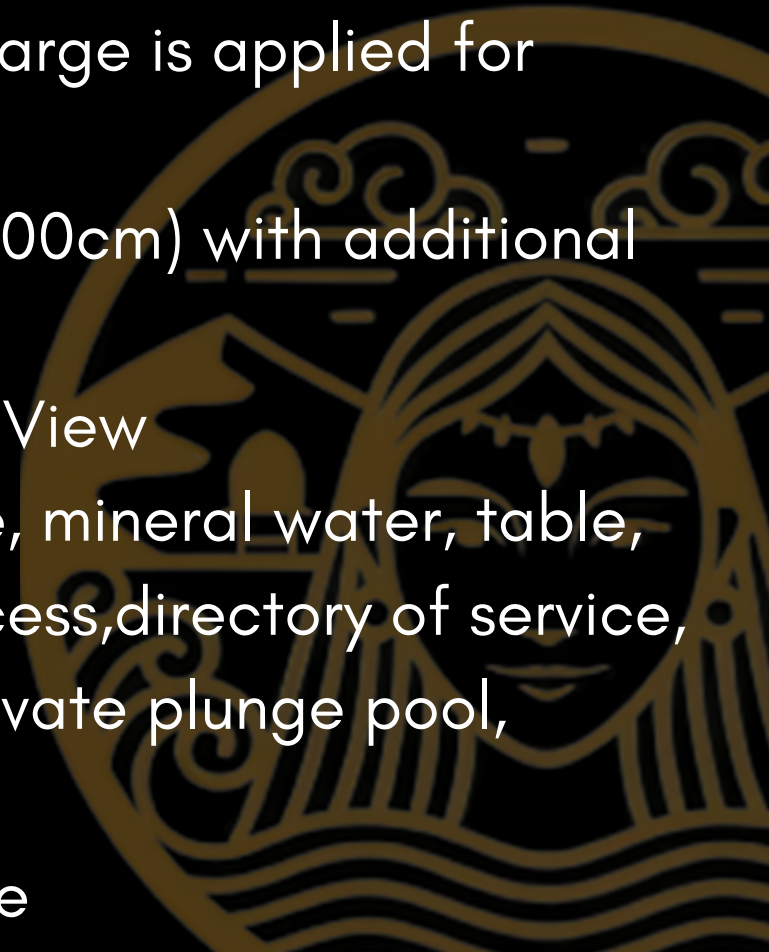 arge is applied for
00cm) with additional
View
e, mineral water, table,
cess,directory of service,
vate plunge pool,
e